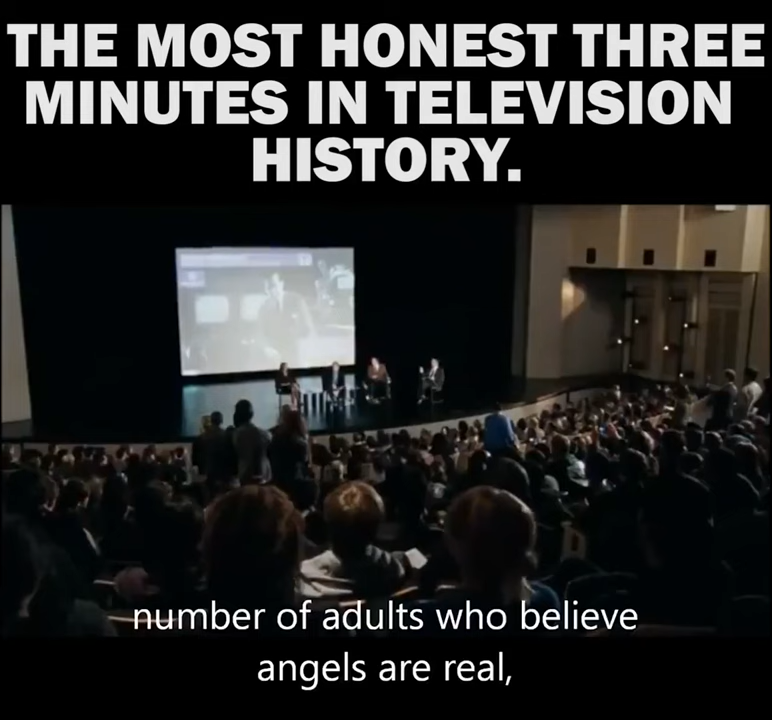 THE MOST HONEST THREE
MINUTES IN TELEVISION
HISTORY.
number of adults who believe
angels are real,